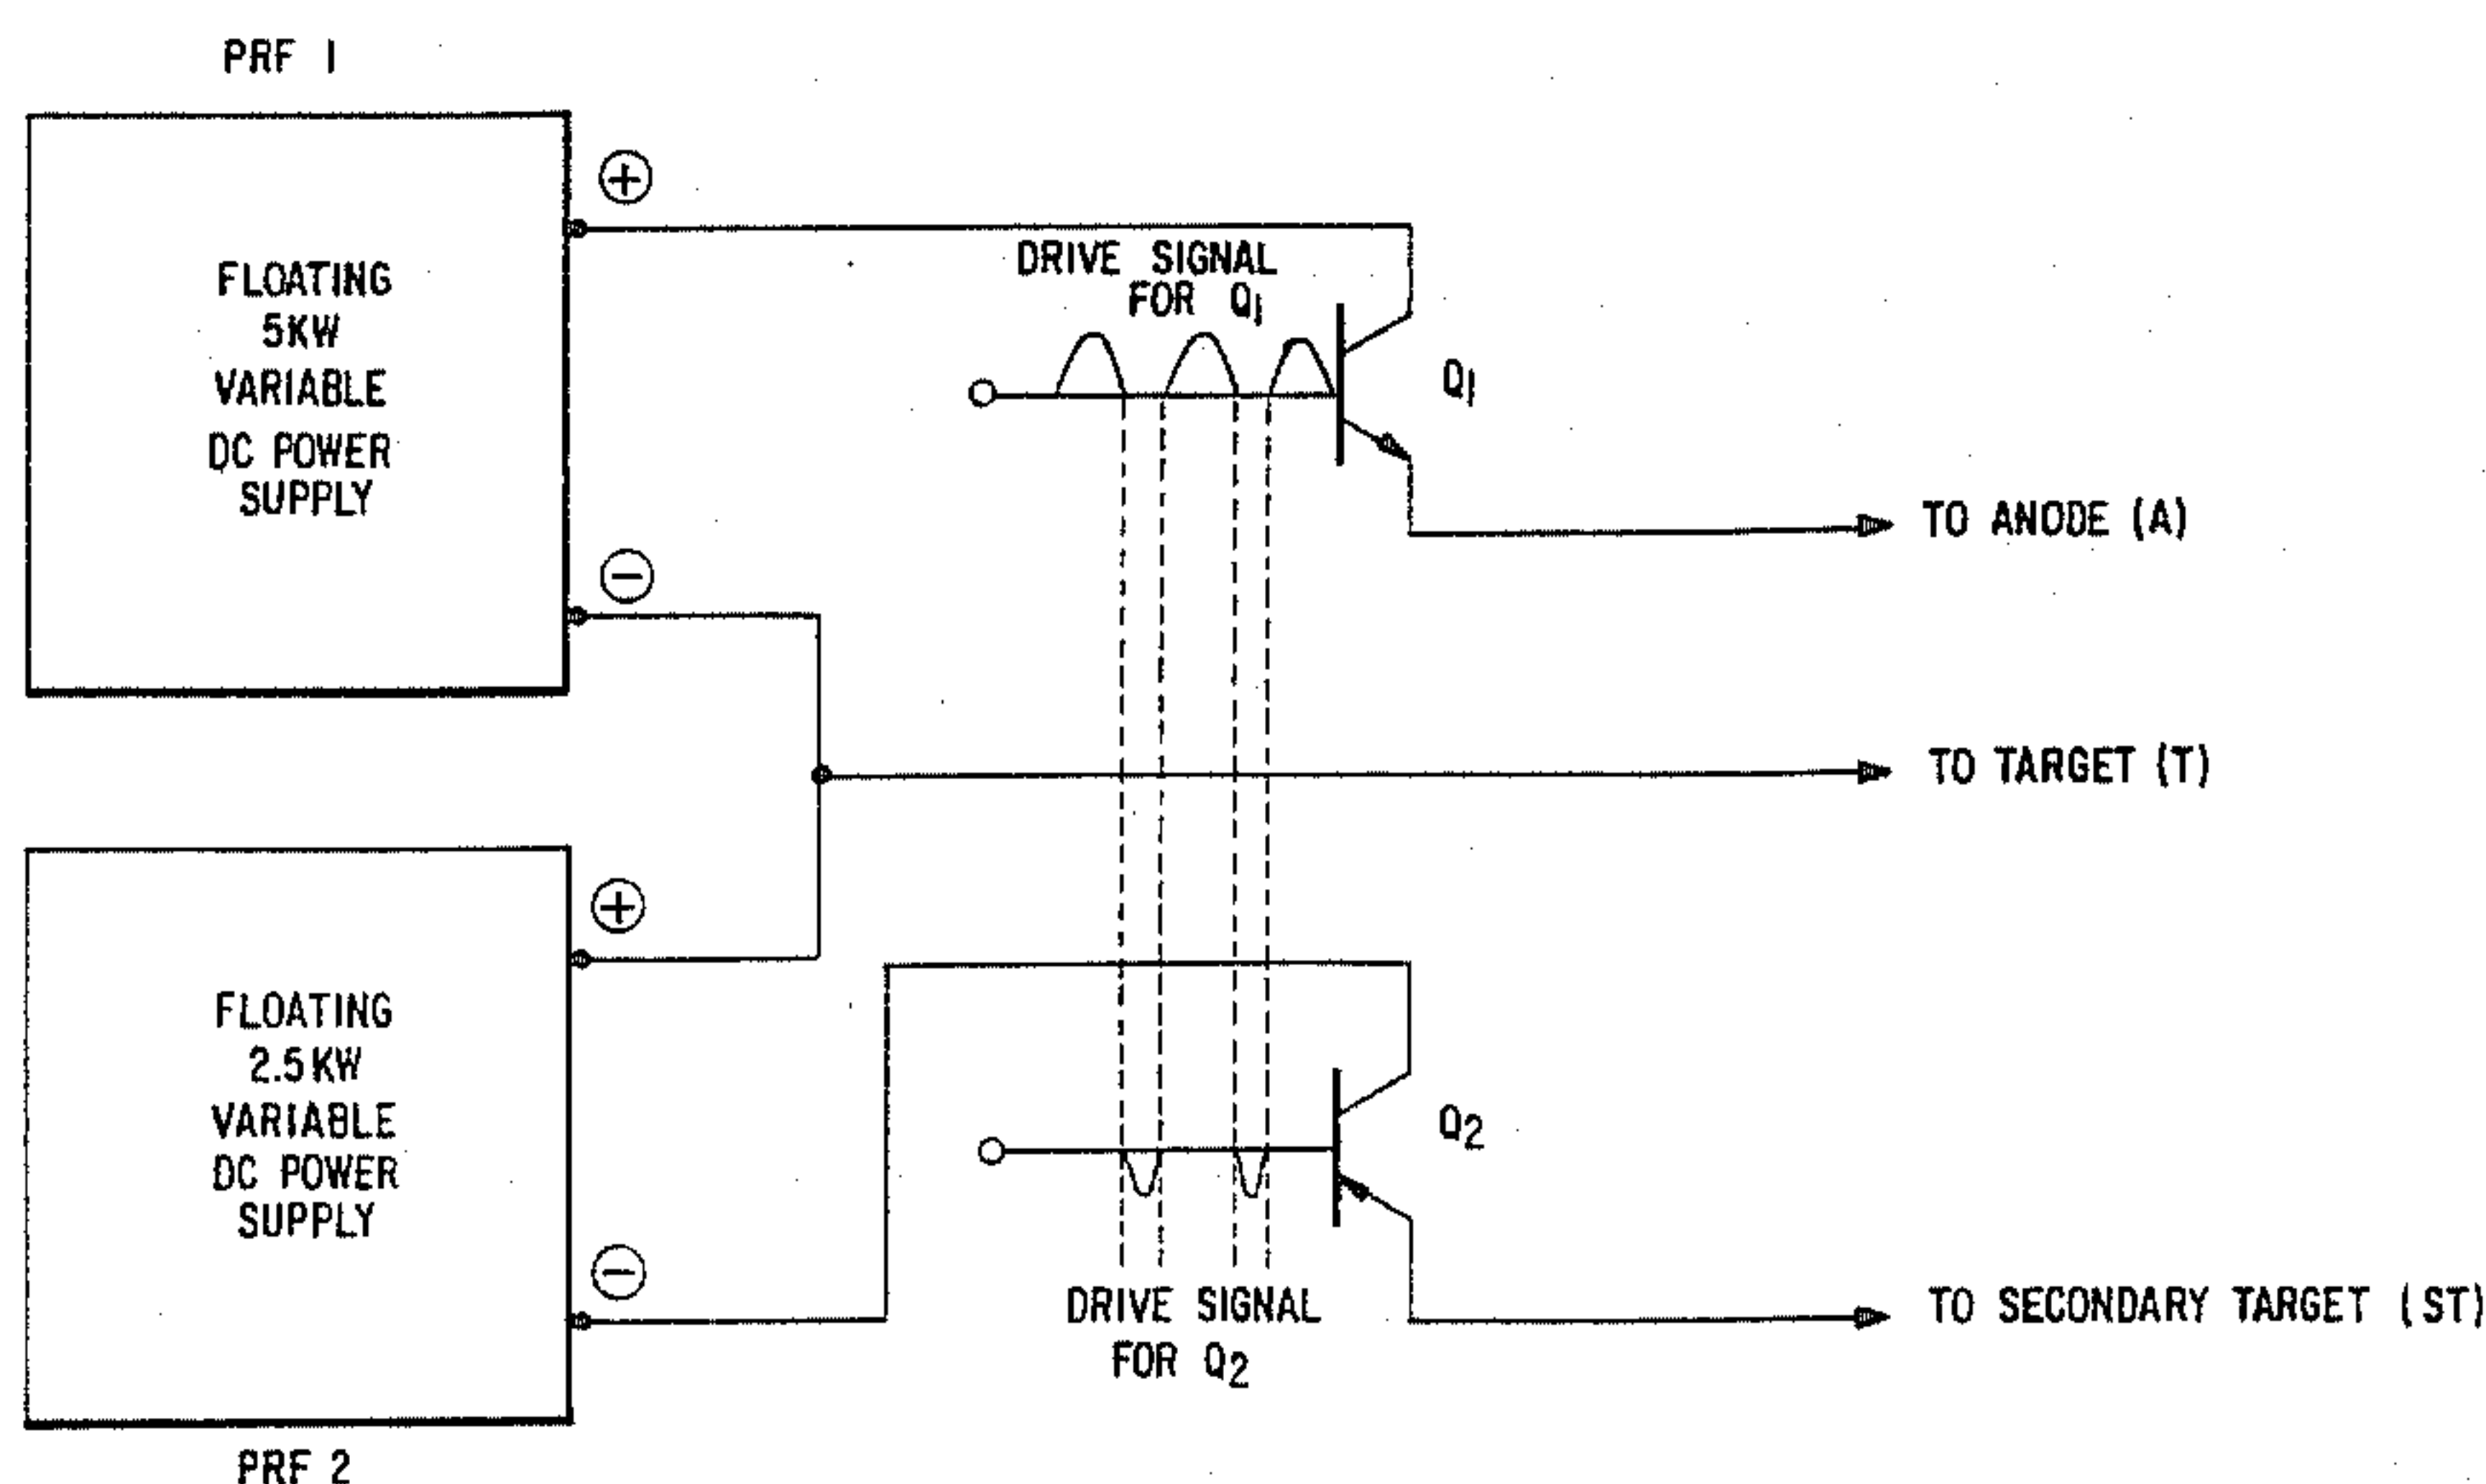 PRF 1
FLOATING
5KW
VARIABLE
DC POWER
SUPPLY
+
−
DRIVE SIGNAL
FOR Q1
Q1
TO ANODE (A)
TO TARGET (T)
FLOATING
2.5KW
VARIABLE
DC POWER
SUPPLY
+
−
Q2
DRIVE SIGNAL
FOR Q2
TO SECONDARY TARGET (ST)
PRF 2